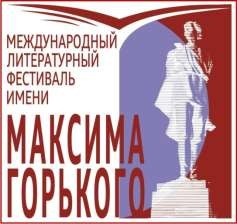 МЕЖДУНАРОДНЫЙ
ЛИТЕРАТУРНЫЙ
ФЕСТИВАЛЬ
ИМЕНИ
МАКСИМА
ГОРЬКОГО